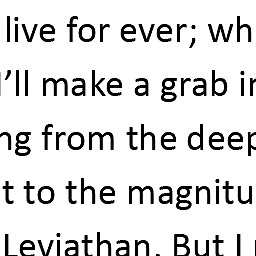 live for ever; wh
I'll make a grab in
ng from the deep
t to the magnitu
Leviathan. But I